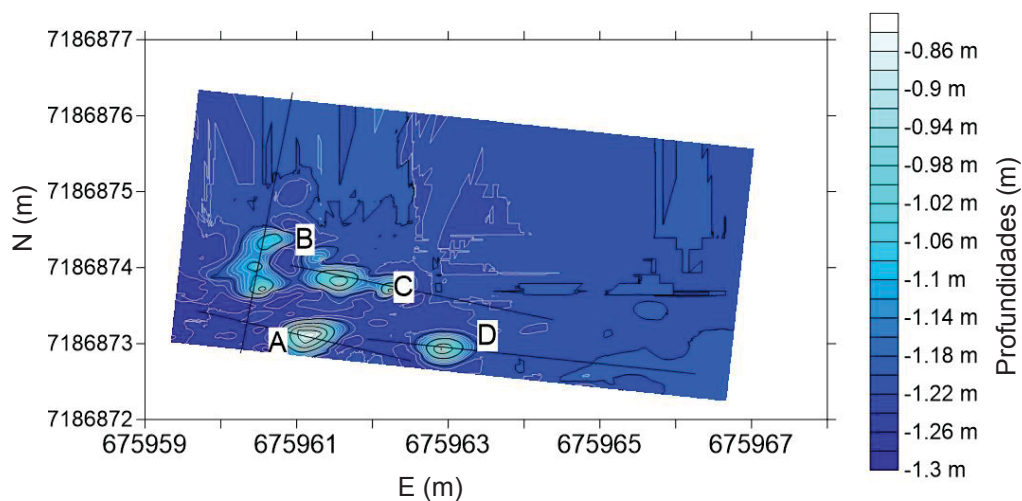 7186877
7186876
7186875
7186874
7186873
7186872
N (m)
675959
675961
675963
675965
675967
E (m)
A
B
C
D
-0.86 m
-0.9 m
-0.94 m
-0.98 m
-1.02 m
-1.06 m
-1.1 m
-1.14 m
-1.18 m
-1.22 m
-1.26 m
-1.3 m
Profundidades (m)